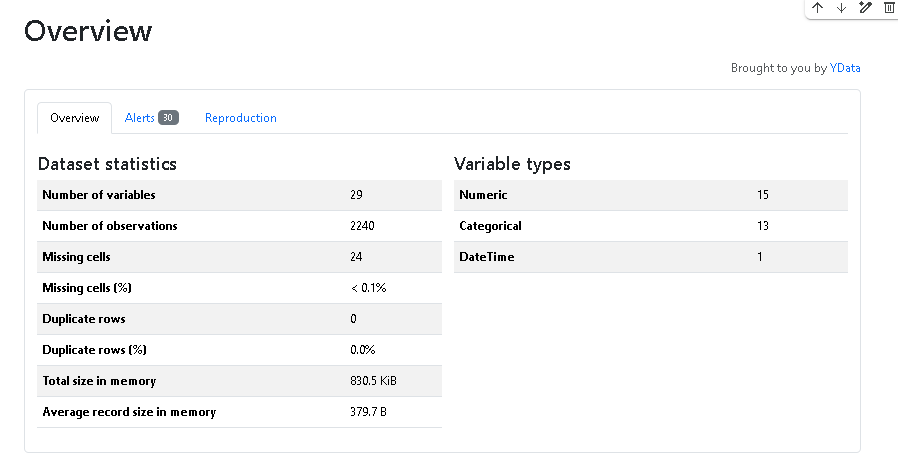 Overview
Brought to you by YData
Overview Alerts 30 Reproduction
Dataset statistics
Number of variables 29
Number of observations 2240
Missing cells 24
Missing cells (%) < 0.1%
Duplicate rows 0
Duplicate rows (%) 0.0%
Total size in memory 830.5 KiB
Average record size in memory 379.7 B
Variable types
Numeric 15
Categorical 13
DateTime 1